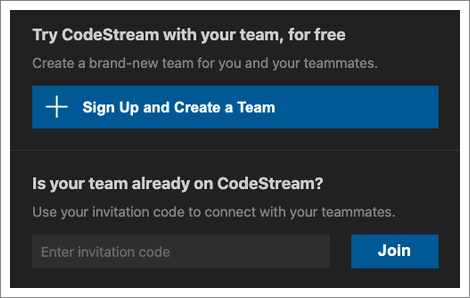 Try CodeStream with your team, for free
Create a brand-new team for you and your teammates.
Sign Up and Create a Team
Is your team already on CodeStream?
Use your invitation code to connect with your teammates.
Enter invitation code
Join